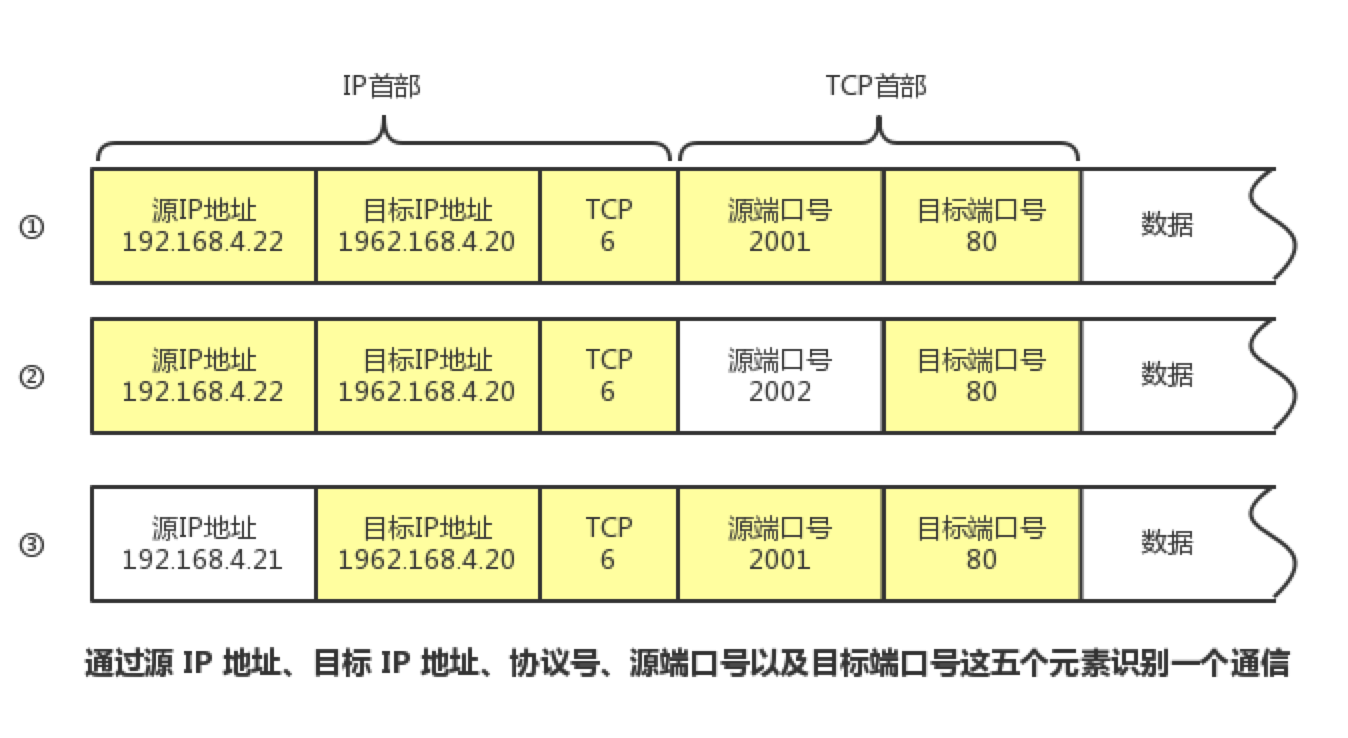 IP首部 TCP首部
① 源IP地址 目标IP地址 TCP 源端口号 目标端口号 数据
192.168.4.22 1962.168.4.20 6 2001 80
② 源IP地址 目标IP地址 TCP 源端口号 目标端口号 数据
192.168.4.22 1962.168.4.20 6 2002 80
③ 源IP地址 目标IP地址 TCP 源端口号 目标端口号 数据
192.168.4.21 1962.168.4.20 6 2001 80
通过源 IP 地址、目标 IP 地址、协议号、源端口号以及目标端口号这五个元素识别一个通信